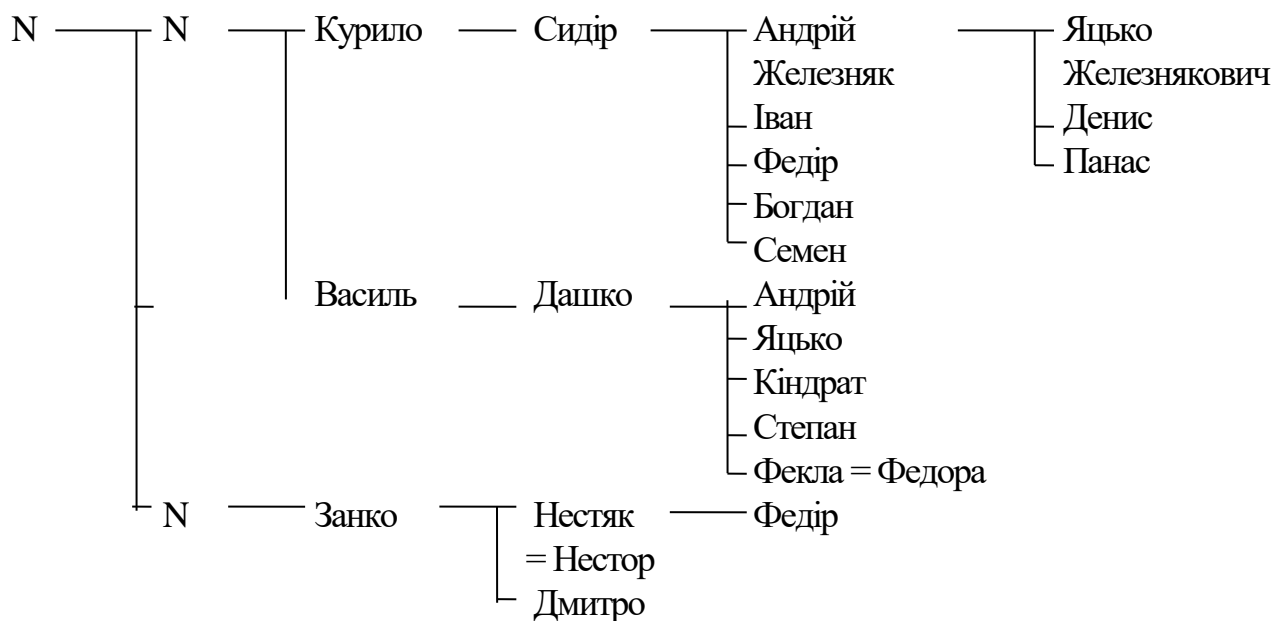 N N Курило Сидір Андрій Яцько
Железняк Железнякович
Іван Денис
Федір Панас
Богдан
Семен
Василь Дашко Андрій
Яцько
Кіндрат
Степан
Фекла = Федора
N Занко Нестяк Федір
= Нестор
Дмитро